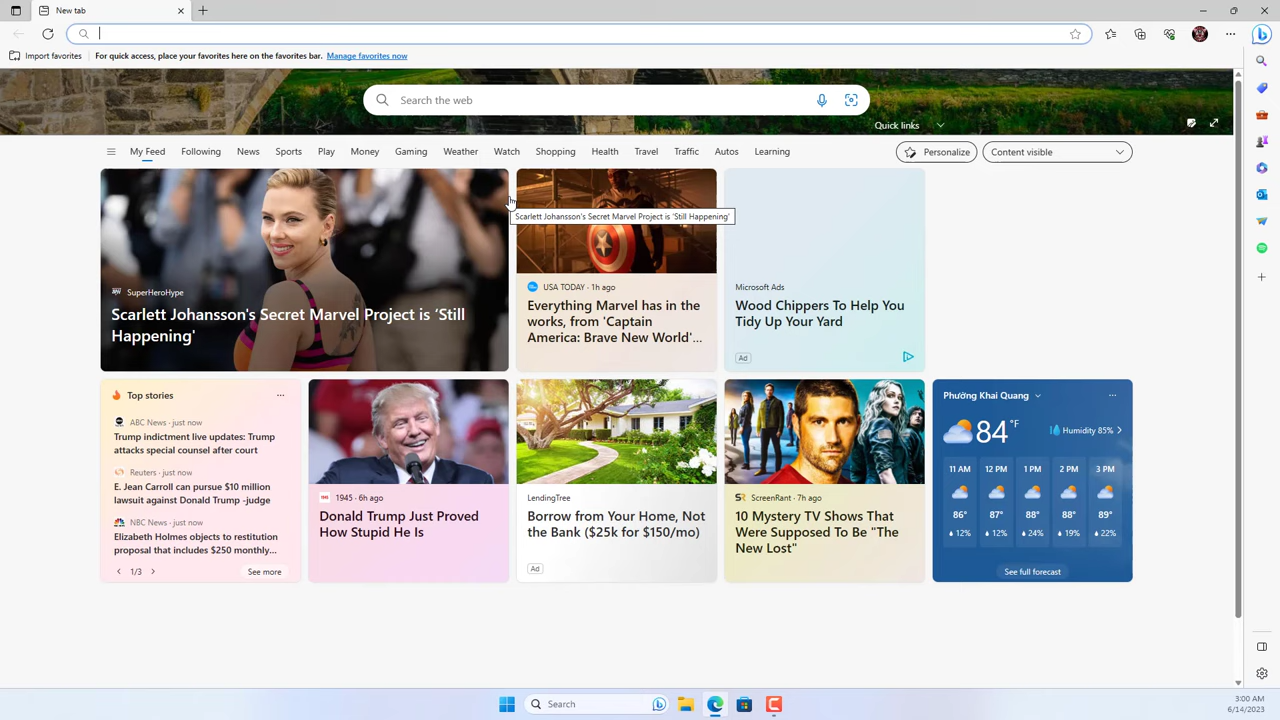 New tab
Import favorites
For quick access, place your favorites here on the favorites bar. Manage favorites now
Search the web
Quick links
My Feed Following News Sports Play Money Gaming Weather Watch Shopping Health Travel Traffic Autos Learning
Personalize
Content visible
SuperHeroHype
Scarlett Johansson's Secret Marvel Project is ‘Still
Happening'
Scarlett Johansson's Secret Marvel Project is ‘Still Happening'
USA TODAY · 1h ago
Everything Marvel has in the
works, from 'Captain
America: Brave New World'...
Microsoft Ads
Wood Chippers To Help You
Tidy Up Your Yard
Ad
Top stories
ABC News · just now
Trump indictment live updates: Trump
attacks special counsel after court
Reuters · just now
E. Jean Carroll can pursue $10 million
lawsuit against Donald Trump -judge
NBC News · just now
Elizabeth Holmes objects to restitution
proposal that includes $250 monthly...
1/3
See more
1945 · 6h ago
Donald Trump Just Proved
How Stupid He Is
LendingTree
Borrow from Your Home, Not
the Bank ($25k for $150/mo)
Ad
SR ScreenRant · 7h ago
10 Mystery TV Shows That
Were Supposed To Be "The
New Lost"
Phường Khai Quang
84 °F
Humidity 85%
11 AM 12 PM 1 PM 2 PM 3 PM
86° 87° 88° 88° 89°
12% 12% 24% 19% 22%
See full forecast
Search
3:00 AM
6/14/2023